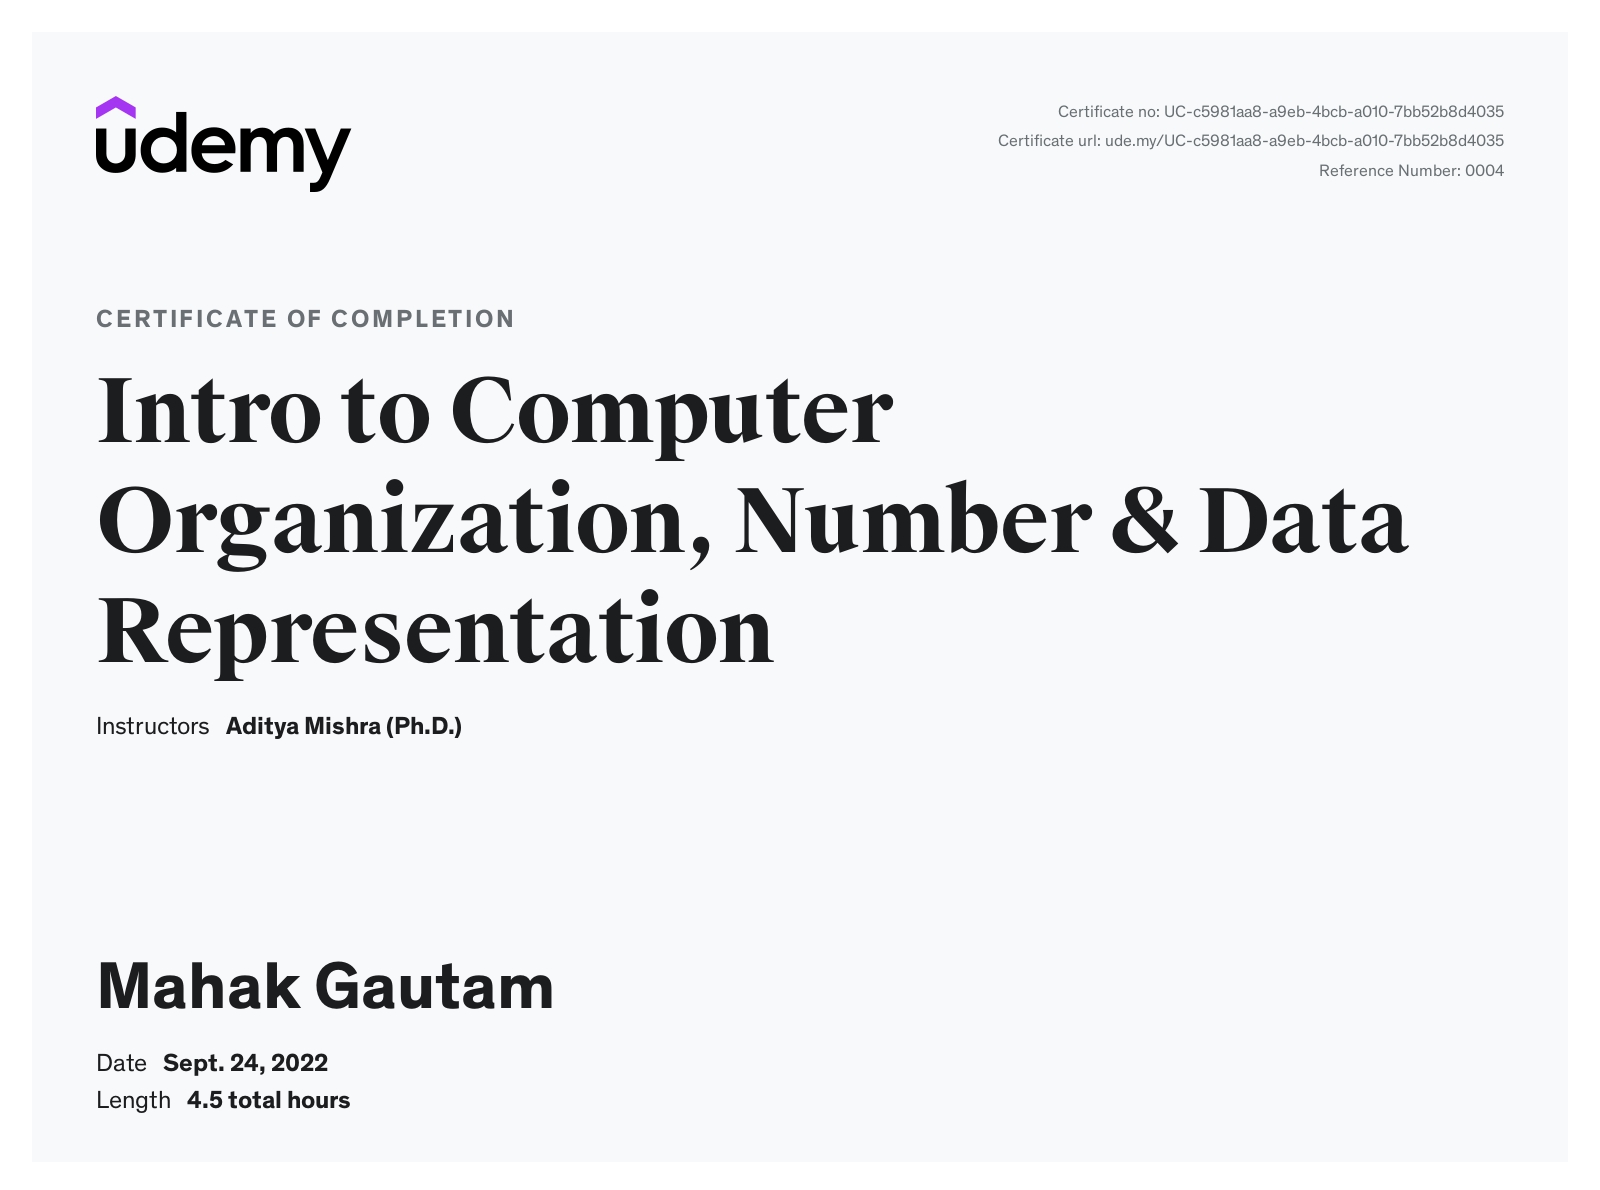 udemy
Certificate no: UC-c5981aa8-a9eb-4bcb-a010-7bb52b8d4035
Certificate url: ude.my/UC-c5981aa8-a9eb-4bcb-a010-7bb52b8d4035
Reference Number: 0004
CERTIFICATE OF COMPLETION
Intro to Computer
Organization, Number & Data
Representation
Instructors Aditya Mishra (Ph.D.)
Mahak Gautam
Date Sept. 24, 2022
Length 4.5 total hours